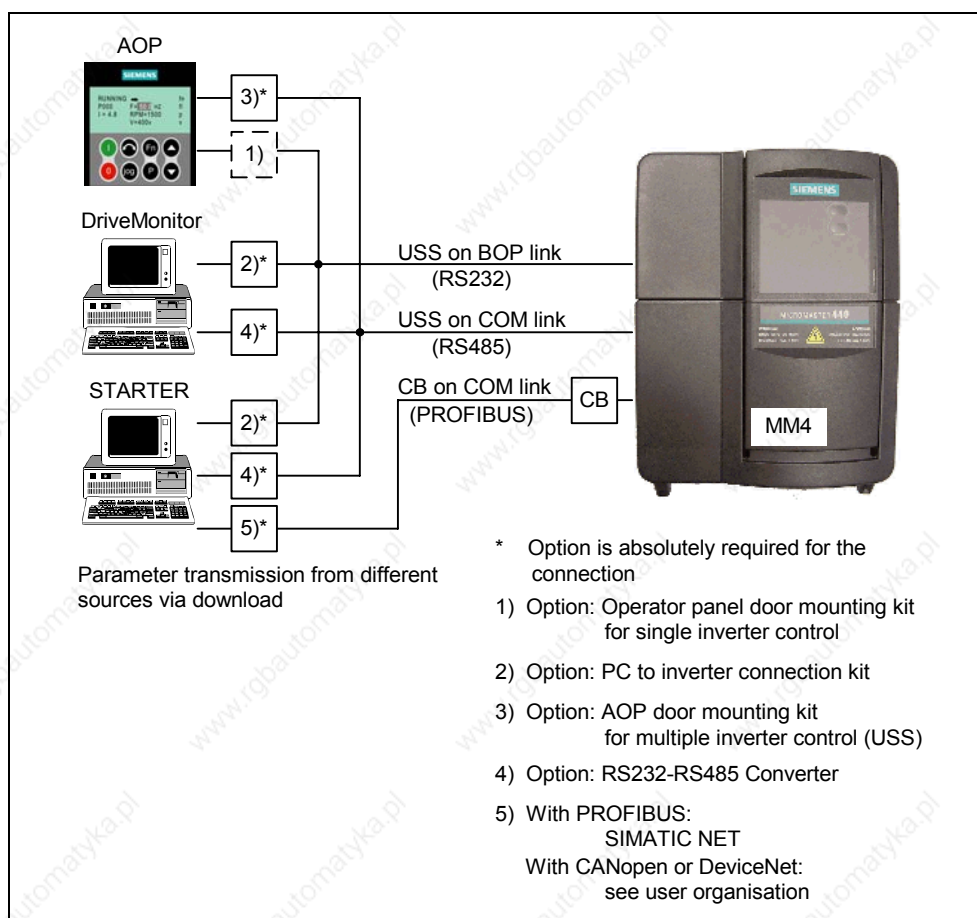 AOP
SIEMENS
RUNNING
P000 F=50.0 HZ
I = 4.8 RPM=1500
V=400v
Fn
jog
P
3)*
1)
DriveMonitor
2)*
4)*
STARTER
2)*
4)*
5)*
USS on BOP link
(RS232)
USS on COM link
(RS485)
CB on COM link
(PROFIBUS)
CB
SIEMENS
MICROMASTER 440
MM4
Parameter transmission from different
sources via download
* Option is absolutely required for the
connection
1) Option: Operator panel door mounting kit
for single inverter control
2) Option: PC to inverter connection kit
3) Option: AOP door mounting kit
for multiple inverter control (USS)
4) Option: RS232-RS485 Converter
5) With PROFIBUS:
SIMATIC NET
With CANopen or DeviceNet:
see user organisation
www.rgbautomatyka.pl